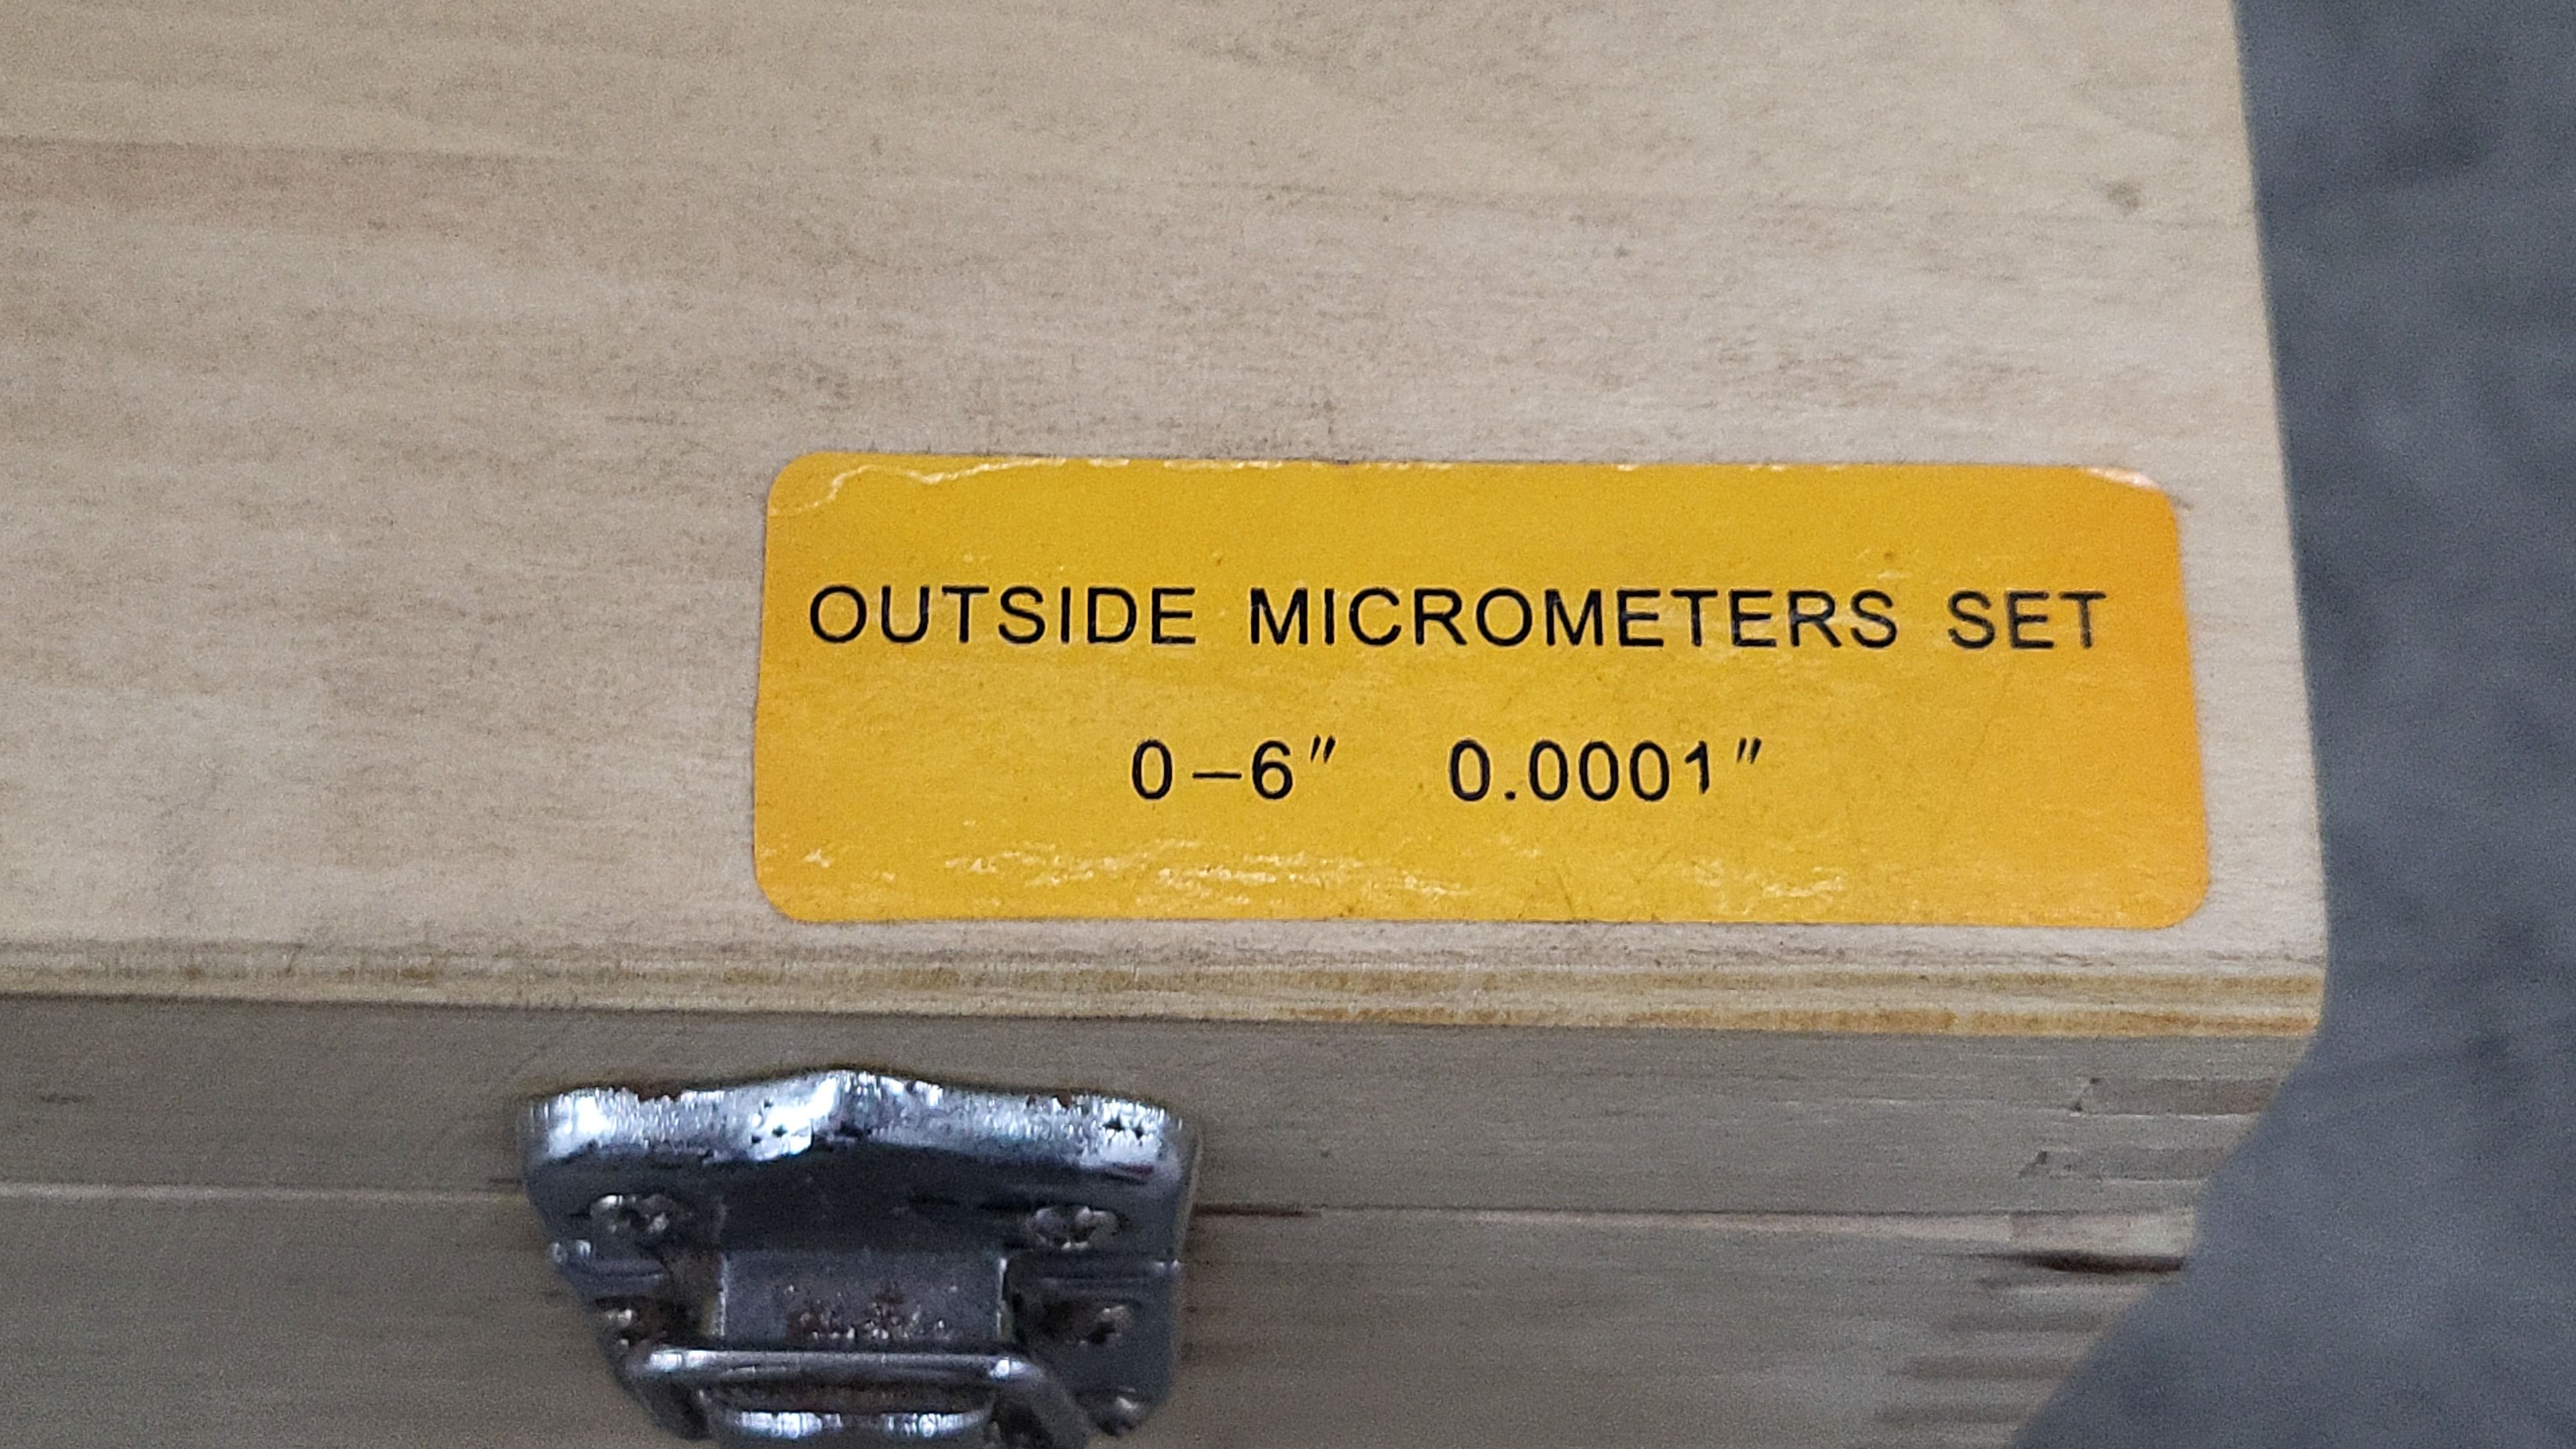 OUTSIDE MICROMETERS SET
0-6" 0.0001"